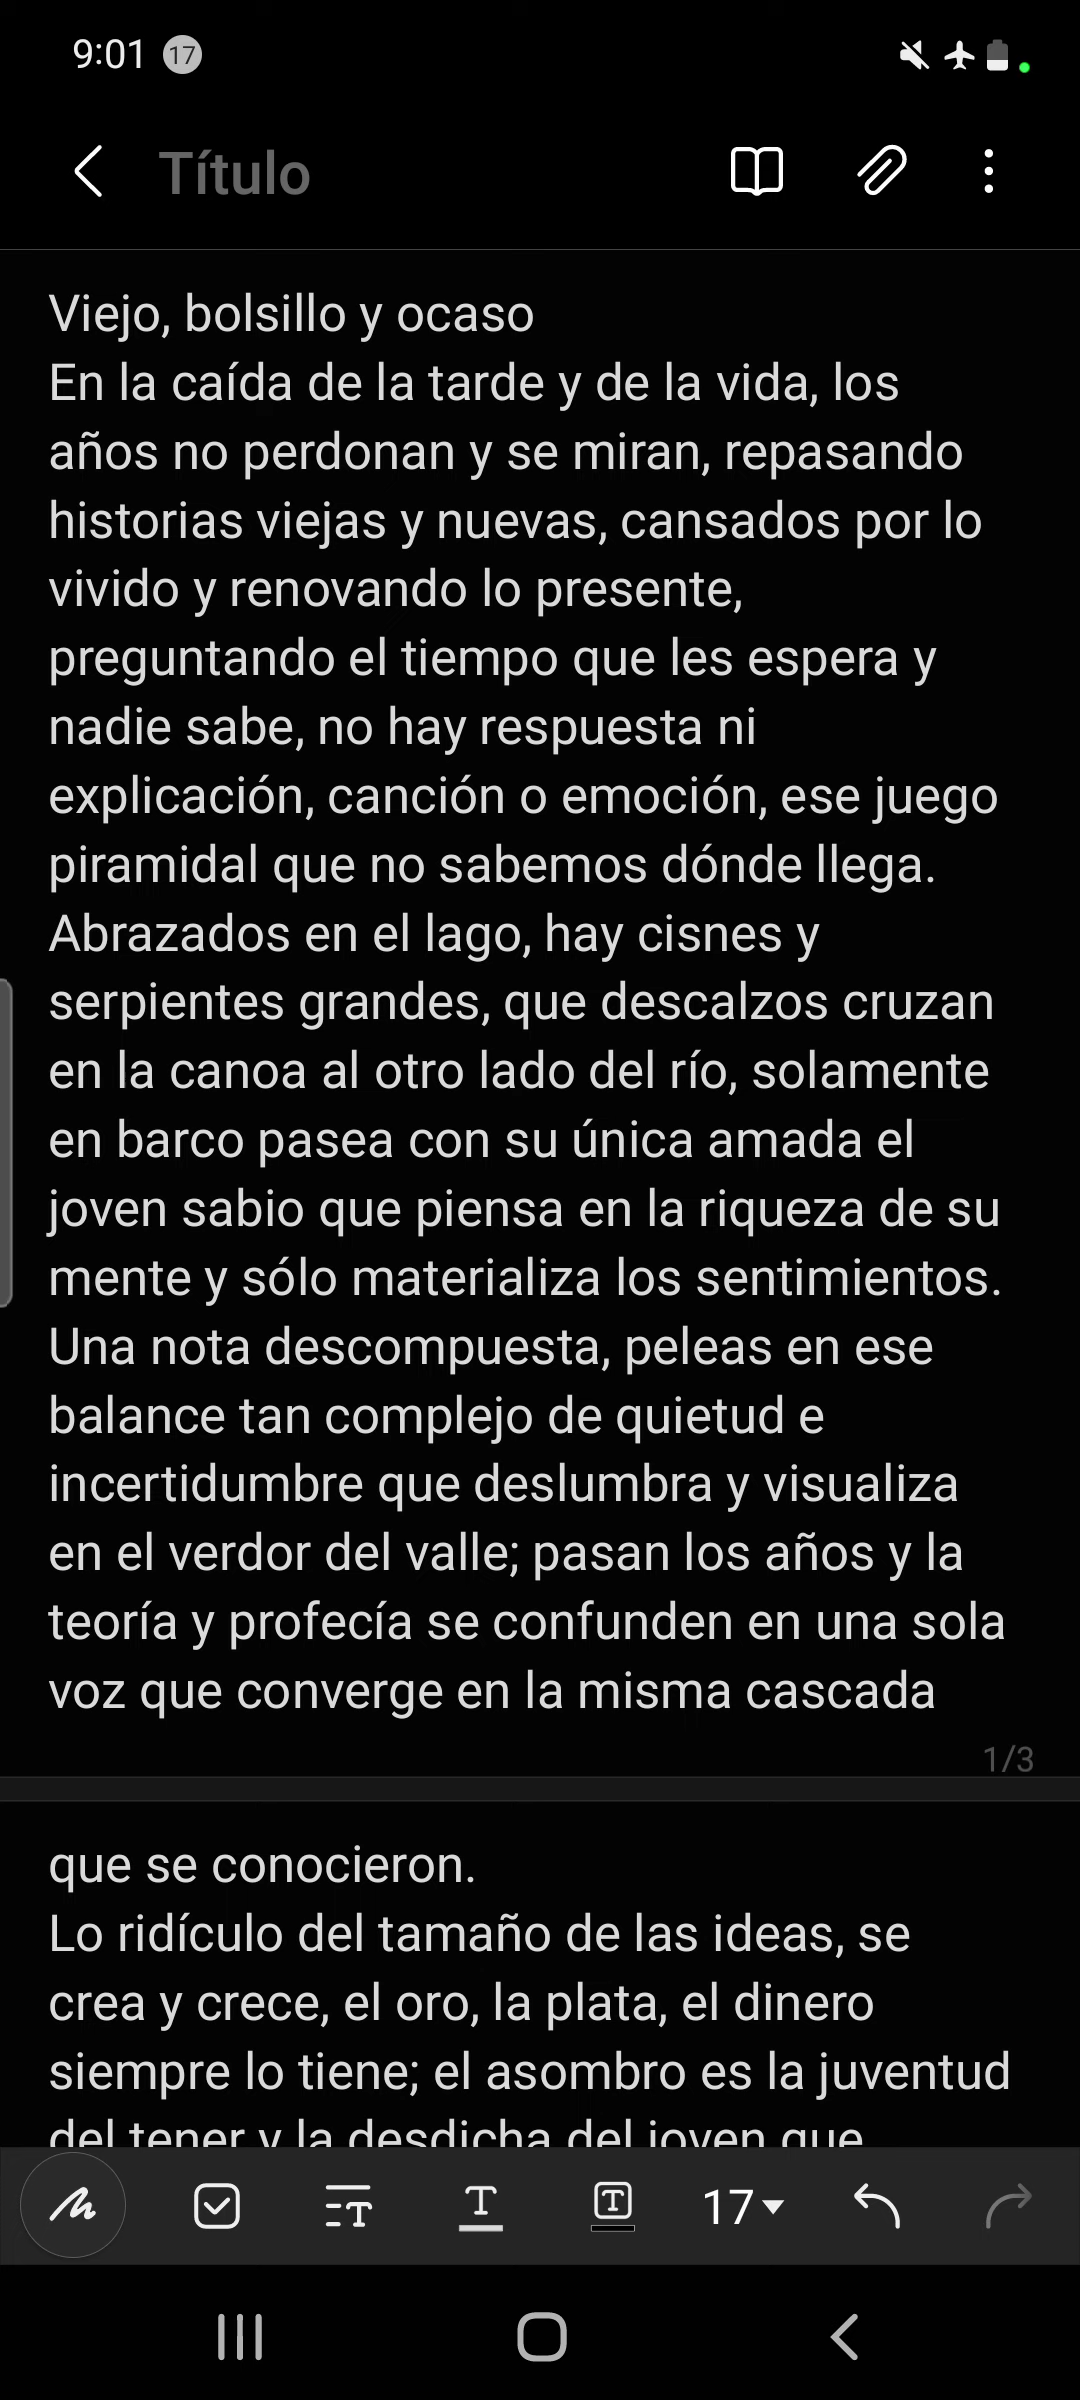 9:01 17
Título
Viejo, bolsillo y ocaso
En la caída de la tarde y de la vida, los
años no perdonan y se miran, repasando
historias viejas y nuevas, cansados por lo
vivido y renovando lo presente,
preguntando el tiempo que les espera y
nadie sabe, no hay respuesta ni
explicación, canción o emoción, ese juego
piramidal que no sabemos dónde llega.
Abrazados en el lago, hay cisnes y
serpientes grandes, que descalzos cruzan
en la canoa al otro lado del río, solamente
en barco pasea con su única amada el
joven sabio que piensa en la riqueza de su
mente y sólo materializa los sentimientos.
Una nota descompuesta, peleas en ese
balance tan complejo de quietud e
incertidumbre que deslumbra y visualiza
en el verdor del valle; pasan los años y la
teoría y profecía se confunden en una sola
voz que converge en la misma cascada
1/3
que se conocieron.
Lo ridículo del tamaño de las ideas, se
crea y crece, el oro, la plata, el dinero
siempre lo tiene; el asombro es la juventud
del tener y la desdicha del joven que
17